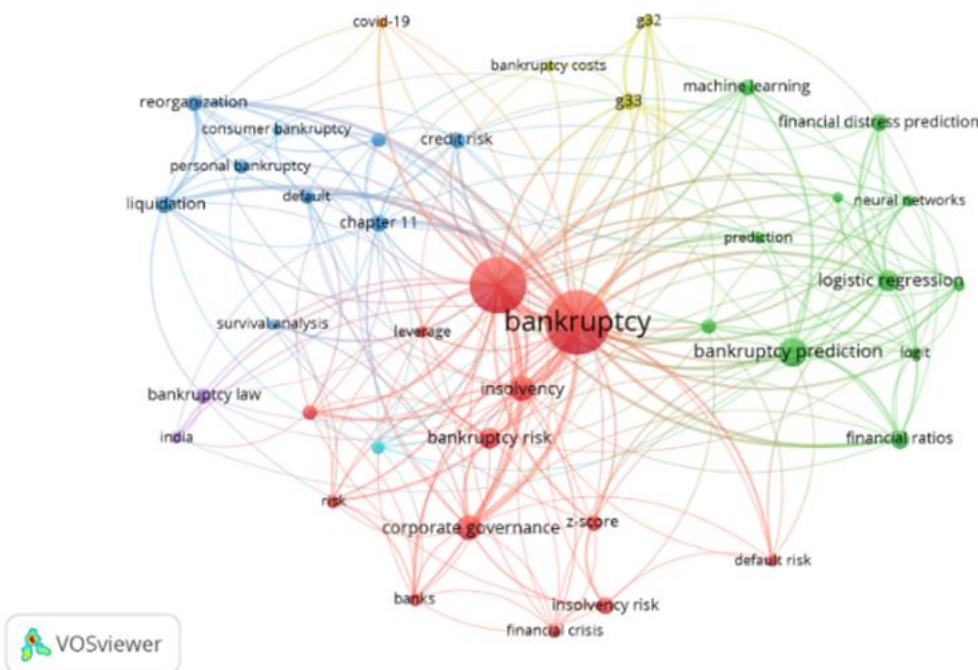 covid-19
g32
bankruptcy costs
machine learning
reorganization
g33
consumer bankruptcy
credit risk
financial distress prediction
personal bankruptcy
default
liquidation
neural networks
chapter 11
prediction
logistic regression
survival analysis
leverage
bankruptcy
bankruptcy prediction
logit
bankruptcy law
insolvency
india
bankruptcy risk
financial ratios
risk
corporate governance
z-score
default risk
banks
insolvency risk
financial crisis
VOSviewer